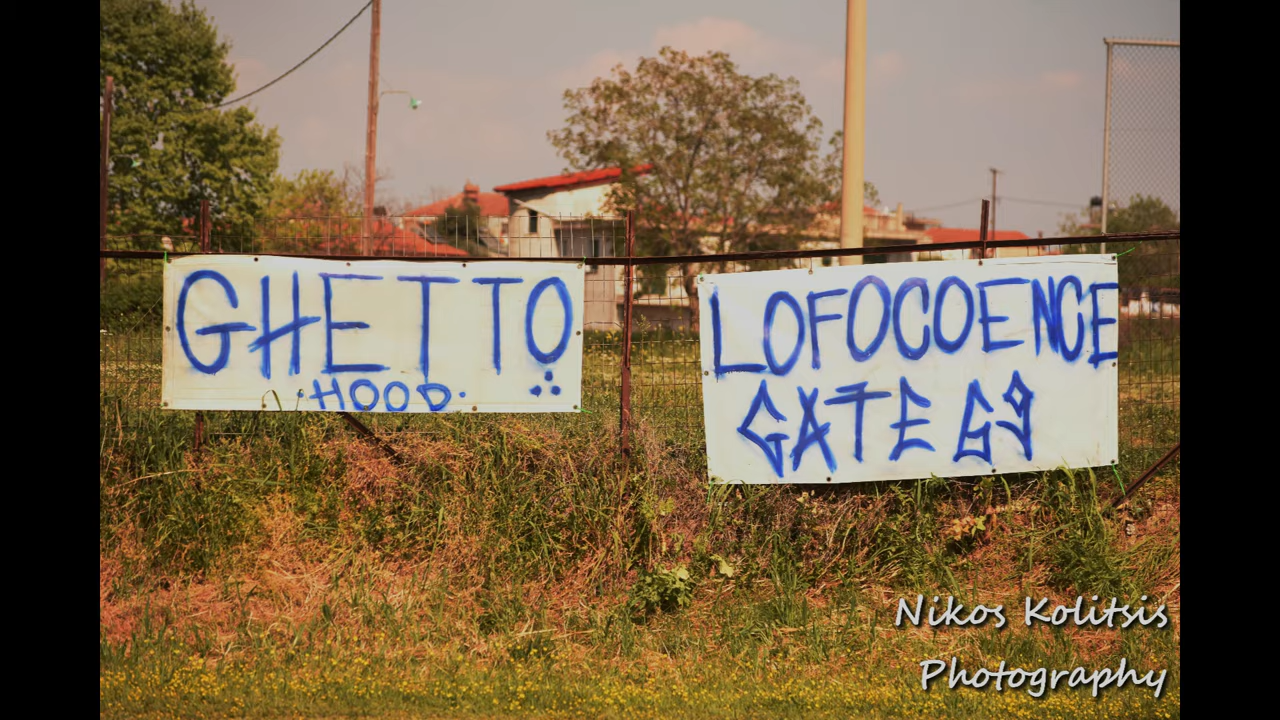 GHETTO
·HOOD·
LOFOCOENCE
GATE 69
Nikos Kolitsis
Photography